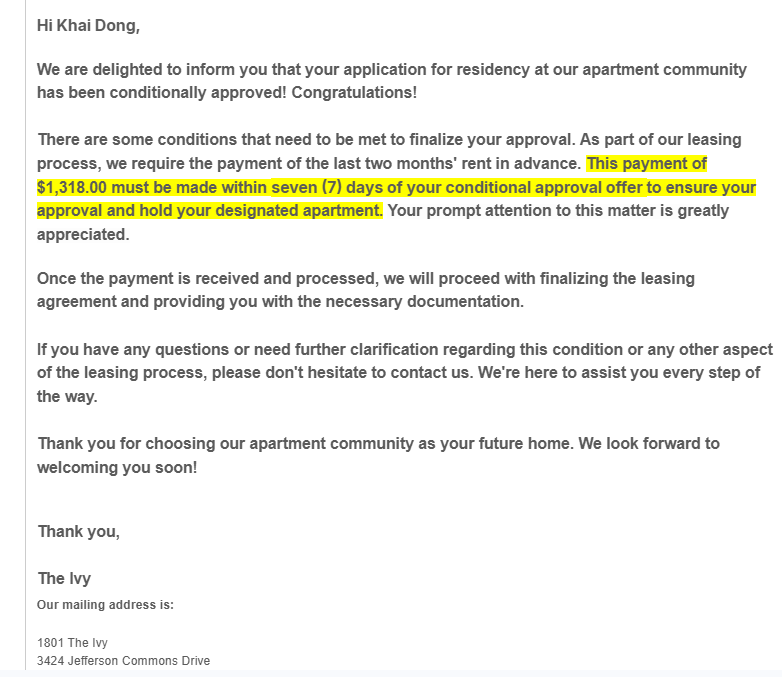 Hi Khai Dong,
We are delighted to inform you that your application for residency at our apartment community
has been conditionally approved! Congratulations!
There are some conditions that need to be met to finalize your approval. As part of our leasing
process, we require the payment of the last two months' rent in advance. This payment of
$1,318.00 must be made within seven (7) days of your conditional approval offer to ensure your
approval and hold your designated apartment. Your prompt attention to this matter is greatly
appreciated.
Once the payment is received and processed, we will proceed with finalizing the leasing
agreement and providing you with the necessary documentation.
If you have any questions or need further clarification regarding this condition or any other aspect
of the leasing process, please don't hesitate to contact us. We're here to assist you every step of
the way.
Thank you for choosing our apartment community as your future home. We look forward to
welcoming you soon!
Thank you,
The Ivy
Our mailing address is:
1801 The Ivy
3424 Jefferson Commons Drive